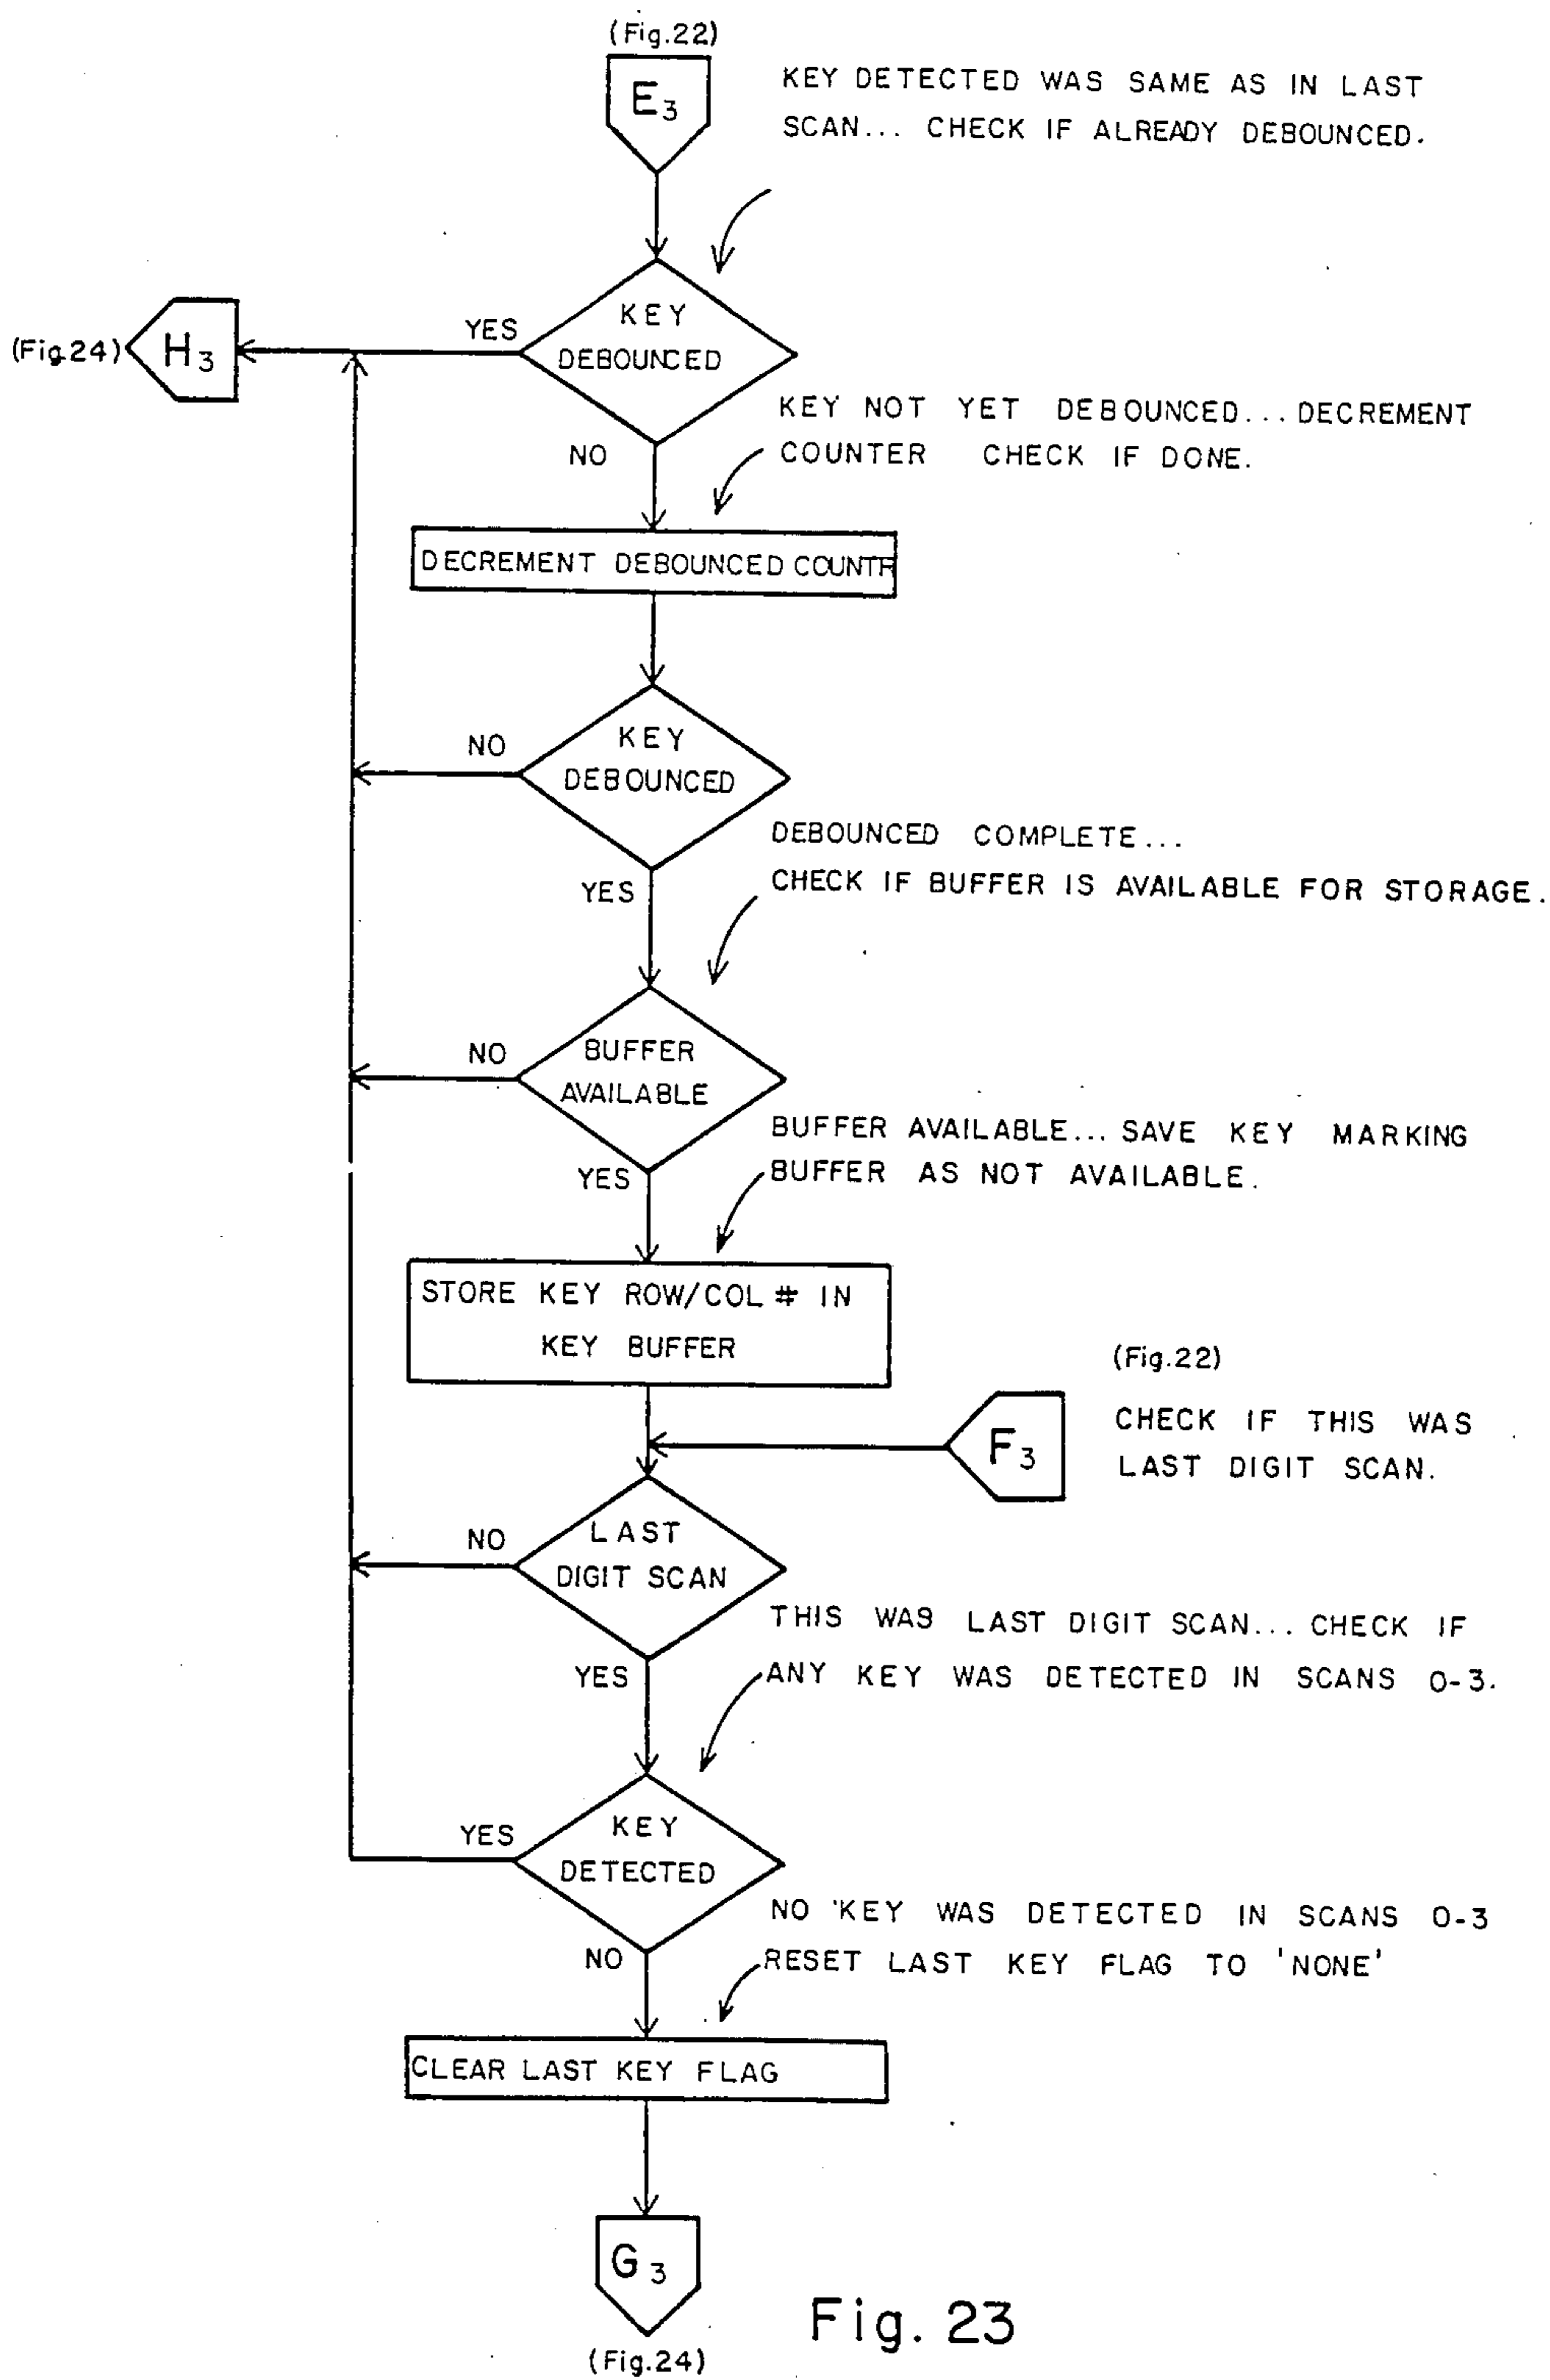 (Fig.22)
E3
KEY DETECTED WAS SAME AS IN LAST
SCAN... CHECK IF ALREADY DEBOUNCED.
KEY
DEBOUNCED
YES
(Fig.24)
H3
NO
KEY NOT YET DEBOUNCED...DECREMENT
COUNTER CHECK IF DONE.
DECREMENT DEBOUNCED COUNTR
KEY
DEBOUNCED
NO
YES
DEBOUNCED COMPLETE...
CHECK IF BUFFER IS AVAILABLE FOR STORAGE.
BUFFER
AVAILABLE
NO
YES
BUFFER AVAILABLE... SAVE KEY MARKING
BUFFER AS NOT AVAILABLE.
STORE KEY ROW/COL # IN
KEY BUFFER
(Fig.22)
F3
CHECK IF THIS WAS
LAST DIGIT SCAN.
LAST
DIGIT SCAN
NO
YES
THIS WAS LAST DIGIT SCAN... CHECK IF
ANY KEY WAS DETECTED IN SCANS 0-3.
KEY
DETECTED
YES
NO
NO KEY WAS DETECTED IN SCANS 0-3
RESET LAST KEY FLAG TO 'NONE'
CLEAR LAST KEY FLAG
G3
(Fig.24)
Fig. 23